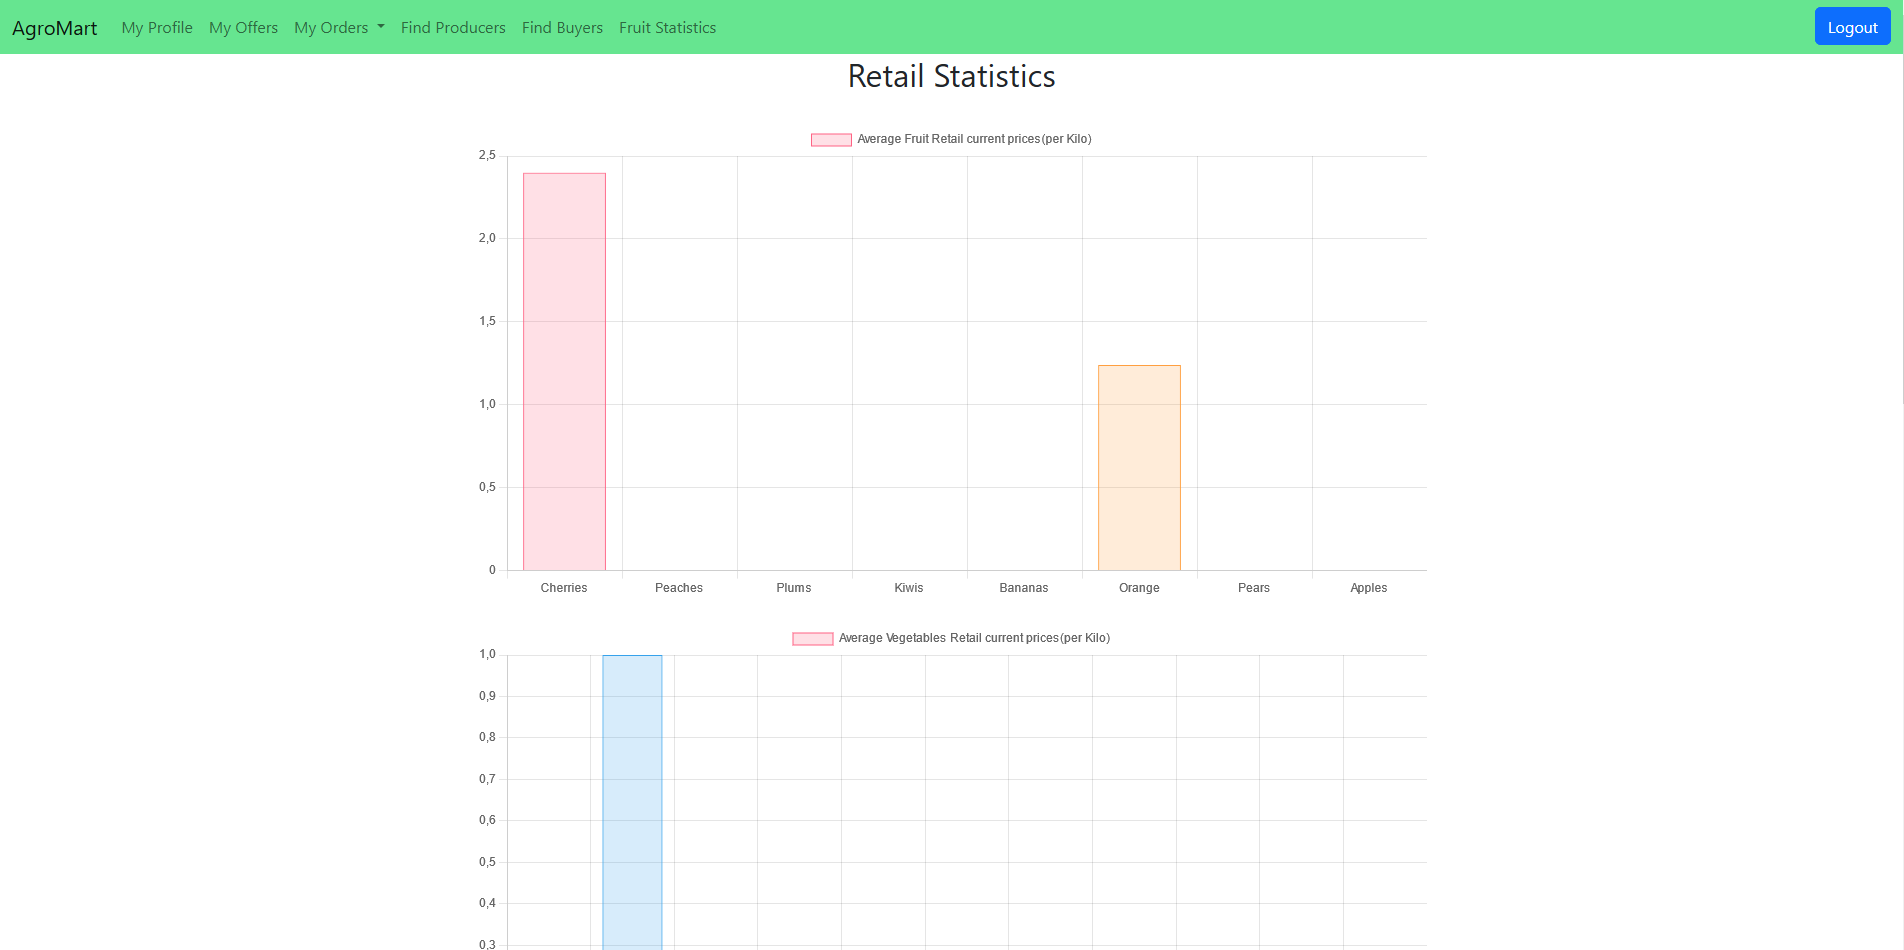 AgroMart My Profile My Offers My Orders Find Producers Find Buyers Fruit Statistics Logout
Retail Statistics
Average Fruit Retail current prices(per Kilo)
2,5
2,0
1,5
1,0
0,5
0
Cherries Peaches Plums Kiwis Bananas Orange Pears Apples
Average Vegetables Retail current prices(per Kilo)
1,0
0,9
0,8
0,7
0,6
0,5
0,4
0,3